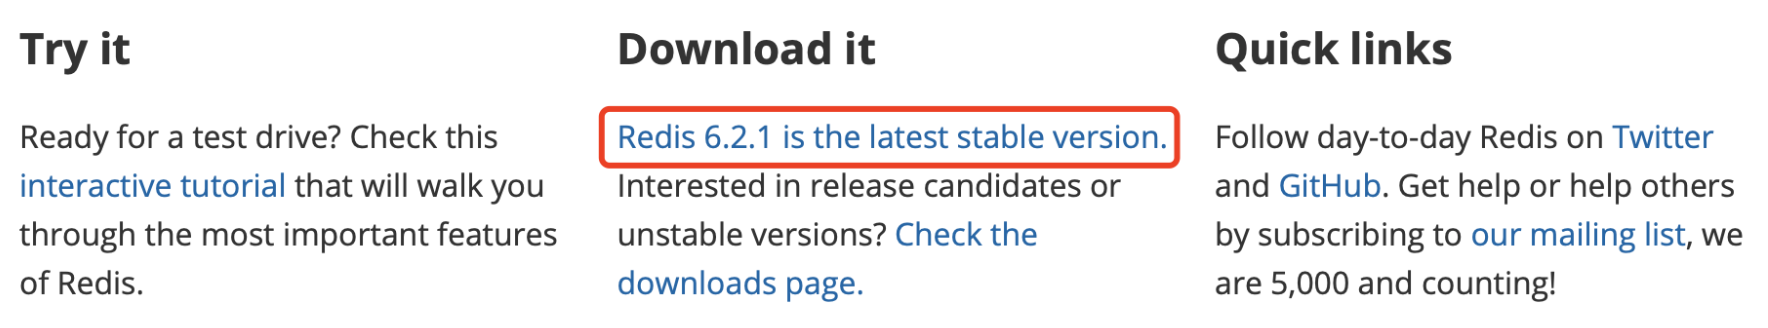 Try it
Ready for a test drive? Check this
interactive tutorial that will walk you
through the most important features
of Redis.
Download it
Redis 6.2.1 is the latest stable version.
Interested in release candidates or
unstable versions? Check the
downloads page.
Quick links
Follow day-to-day Redis on Twitter
and GitHub. Get help or help others
by subscribing to our mailing list, we
are 5,000 and counting!